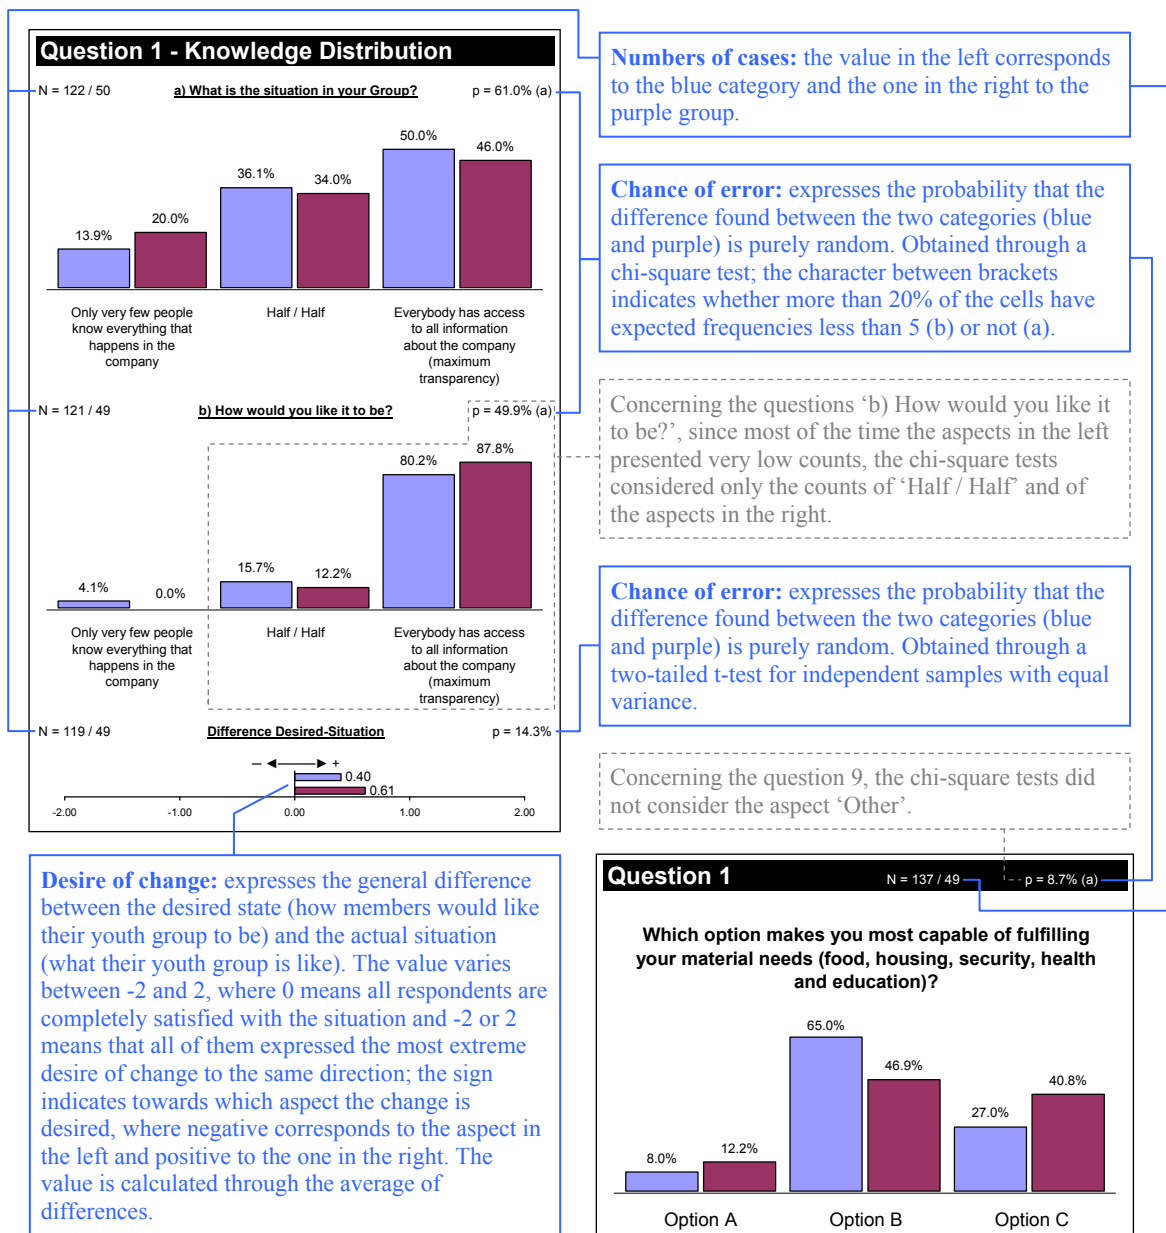 Question 1 - Knowledge Distribution
N = 122 / 50
a) What is the situation in your Group?
p = 61.0% (a)
13.9%
20.0%
36.1%
34.0%
50.0%
46.0%
Only very few people
know everything that
happens in the
company
Half / Half
Everybody has access
to all information
about the company
(maximum
transparency)
N = 121 / 49
b) How would you like it to be?
p = 49.9% (a)
4.1%
0.0%
15.7%
12.2%
80.2%
87.8%
Only very few people
know everything that
happens in the
company
Half / Half
Everybody has access
to all information
about the company
(maximum
transparency)
N = 119 / 49
Difference Desired-Situation
p = 14.3%
– ◄———► +
0.40
0.61
-2.00
-1.00
0.00
1.00
2.00
Desire of change: expresses the general difference
between the desired state (how members would like
their youth group to be) and the actual situation
(what their youth group is like). The value varies
between -2 and 2, where 0 means all respondents are
completely satisfied with the situation and -2 or 2
means that all of them expressed the most extreme
desire of change to the same direction; the sign
indicates towards which aspect the change is
desired, where negative corresponds to the aspect in
the left and positive to the one in the right. The
value is calculated through the average of
differences.
Numbers of cases: the value in the left corresponds
to the blue category and the one in the right to the
purple group.
Chance of error: expresses the probability that the
difference found between the two categories (blue
and purple) is purely random. Obtained through a
chi-square test; the character between brackets
indicates whether more than 20% of the cells have
expected frequencies less than 5 (b) or not (a).
Concerning the questions ‘b) How would you like it
to be?’, since most of the time the aspects in the left
presented very low counts, the chi-square tests
considered only the counts of ‘Half / Half’ and of
the aspects in the right.
Chance of error: expresses the probability that the
difference found between the two categories (blue
and purple) is purely random. Obtained through a
two-tailed t-test for independent samples with equal
variance.
Concerning the question 9, the chi-square tests did
not consider the aspect ‘Other’.
Question 1
N = 137 / 49
p = 8.7% (a)
Which option makes you most capable of fulfilling
your material needs (food, housing, security, health
and education)?
8.0%
12.2%
65.0%
46.9%
27.0%
40.8%
Option A
Option B
Option C